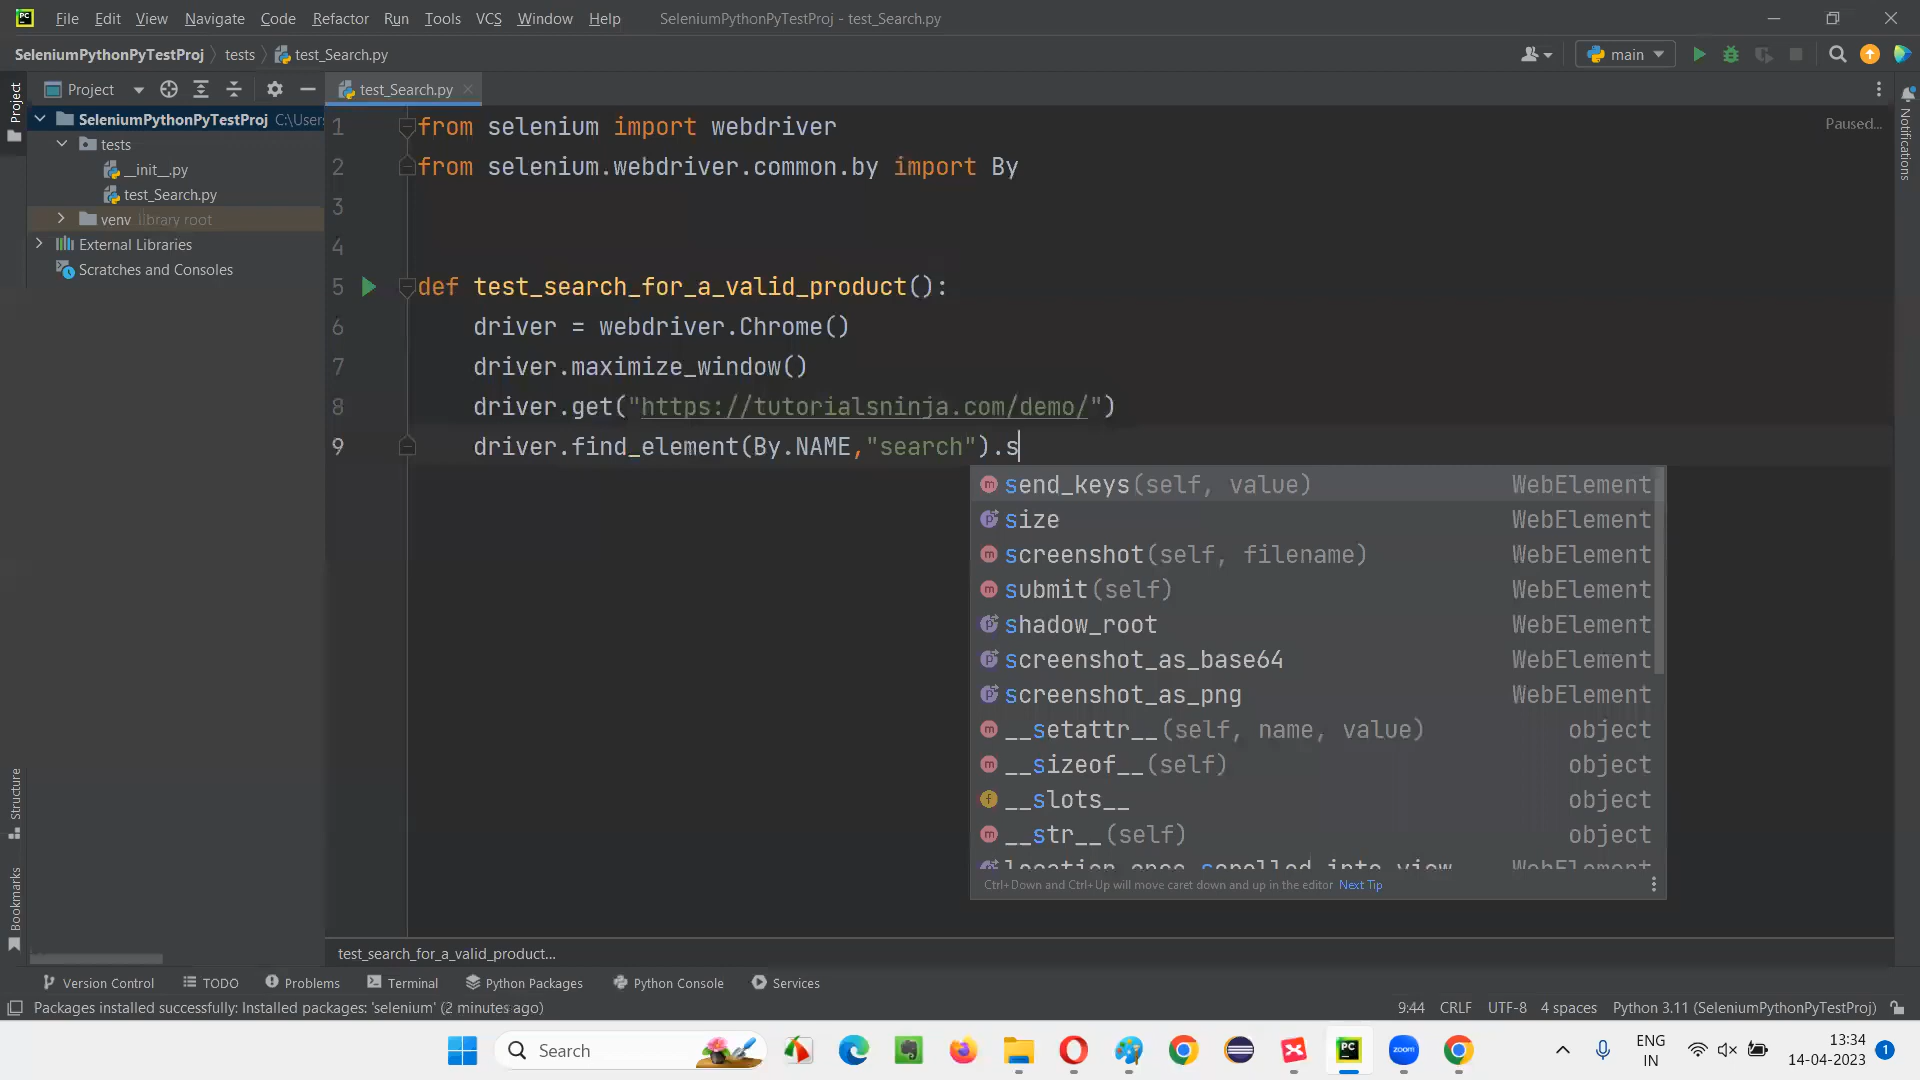 PC File Edit View Navigate Code Refactor Run Tools VCS Window Help SeleniumPythonPyTestProj - test_Search.py
SeleniumPythonPyTestProj tests test_Search.py main
Project test_Search.py
Project
Notifications
SeleniumPythonPyTestProj C:\Users
tests
__init__.py
test_Search.py
venv library root
External Libraries
Scratches and Consoles
Paused...
1 from selenium import webdriver
2 from selenium.webdriver.common.by import By
3
4
5 def test_search_for_a_valid_product():
6 driver = webdriver.Chrome()
7 driver.maximize_window()
8 driver.get("https://tutorialsninja.com/demo/")
9 driver.find_element(By.NAME,"search").s
send_keys(self, value) WebElement
size WebElement
screenshot(self, filename) WebElement
submit(self) WebElement
shadow_root WebElement
screenshot_as_base64 WebElement
screenshot_as_png WebElement
__setattr__(self, name, value) object
__sizeof__(self) object
__slots__ object
__str__(self) object
location_once_scrolled_into_view WebElement
Ctrl+Down and Ctrl+Up will move caret down and up in the editor Next Tip
Structure
Bookmarks
test_search_for_a_valid_product...
Version Control TODO Problems Terminal Python Packages Python Console Services
Packages installed successfully: Installed packages: 'selenium' (2 minutes ago) 9:44 CRLF UTF-8 4 spaces Python 3.11 (SeleniumPythonPyTestProj)
Search PC zoom ENG
IN
13:34
14-04-2023 1